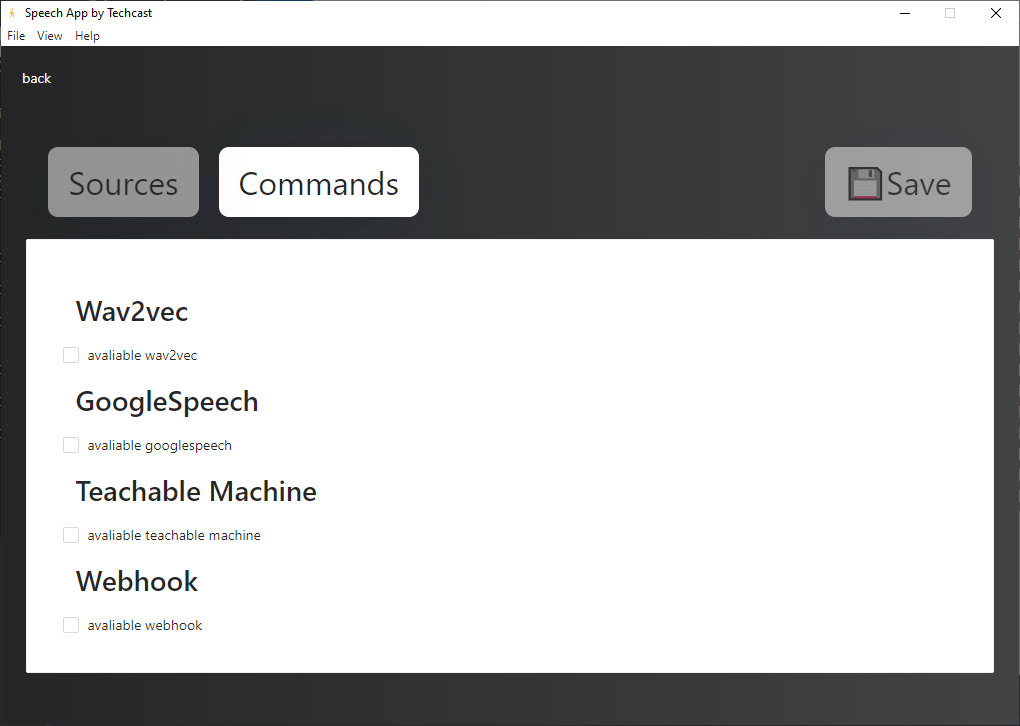 Speech App by Techcast
File View Help
back
Sources Commands Save
Wav2vec
avaliable wav2vec
GoogleSpeech
avaliable googlespeech
Teachable Machine
avaliable teachable machine
Webhook
avaliable webhook